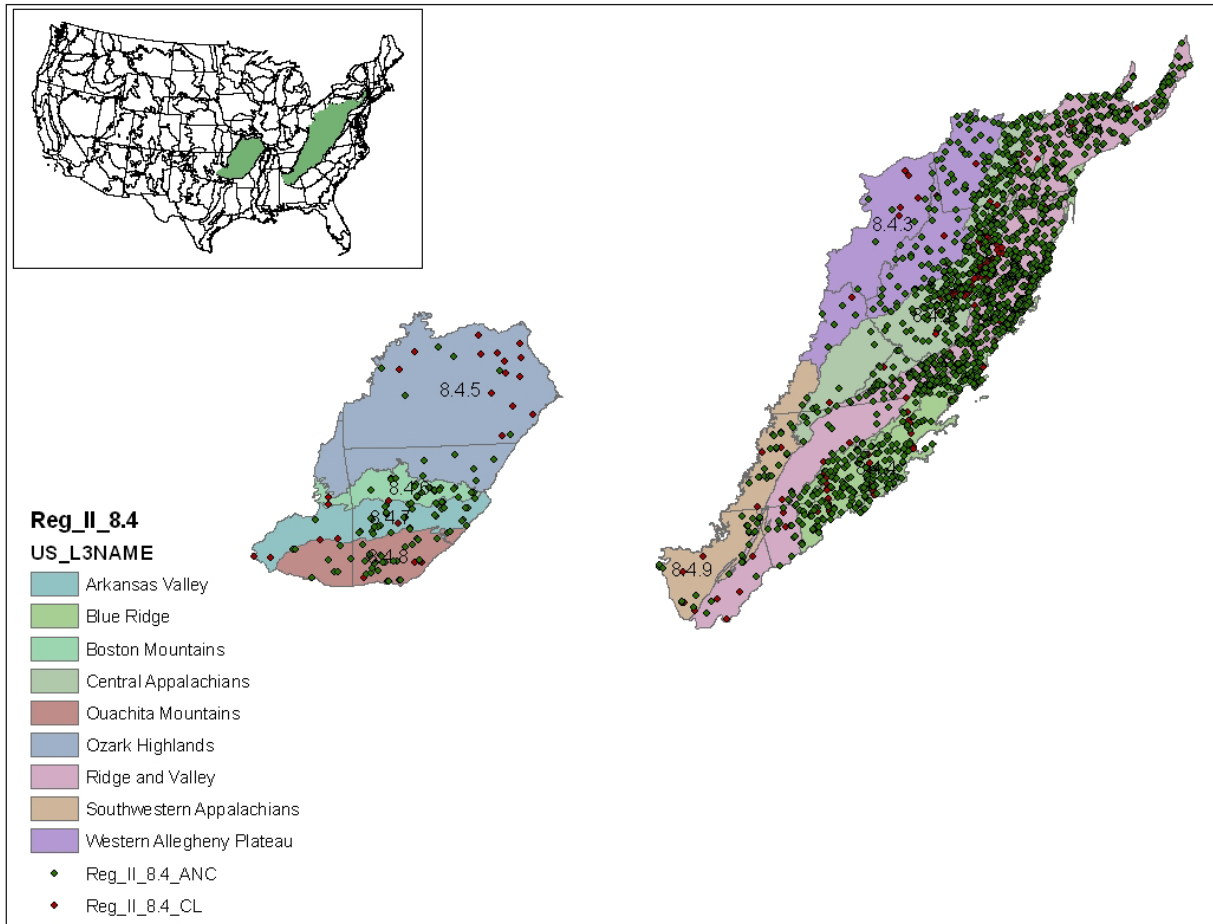 8.4.3
8.4.5
8.4.9
Reg_II_8.4
US_L3NAME
Arkansas Valley
Blue Ridge
Boston Mountains
Central Appalachians
Ouachita Mountains
Ozark Highlands
Ridge and Valley
Southwestern Appalachians
Western Allegheny Plateau
Reg_II_8.4_ANC
Reg_II_8.4_CL